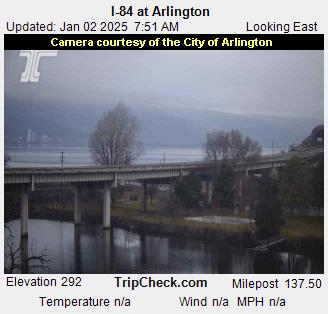 I-84 at Arlington
Updated: Jan 02 2025 7:51 AM Looking East
Camera courtesy of the City of Arlington
Elevation 292 TripCheck.com Milepost 137.50
Temperature n/a Wind n/a MPH n/a